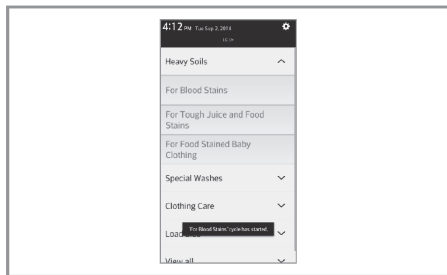 4:12 PM Tue Sep 2, 2014
Heavy Soils
For Blood Stains
For Tough Juice and Food
Stains
For Food Stained Baby
Clothing
Special Washes
Clothing Care
'For Blood Stains' cycle has started.
Load
View all